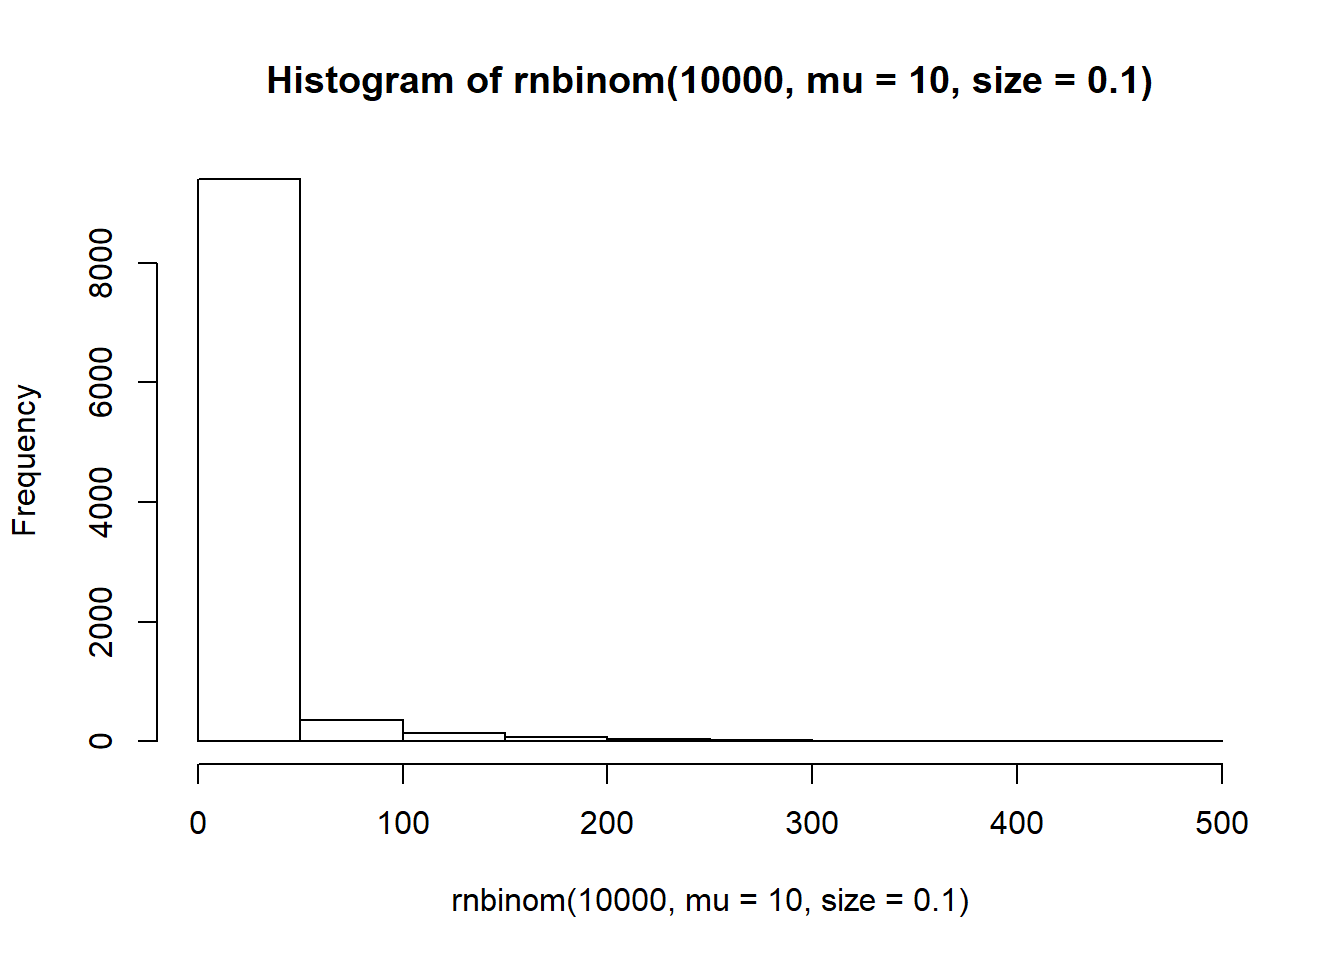 Histogram of rnbinom(10000, mu = 10, size = 0.1)
Frequency
8000
6000
4000
2000
0
0 100 200 300 400 500
rnbinom(10000, mu = 10, size = 0.1)